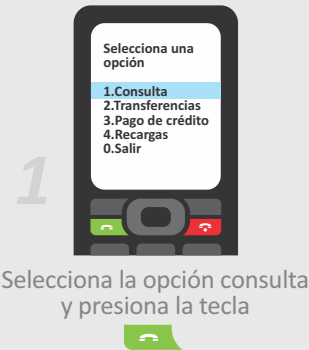 Selecciona una
opción
1.Consulta
2.Transferencias
3.Pago de crédito
4.Recargas
0.Salir
1
Selecciona la opción consulta
y presiona la tecla